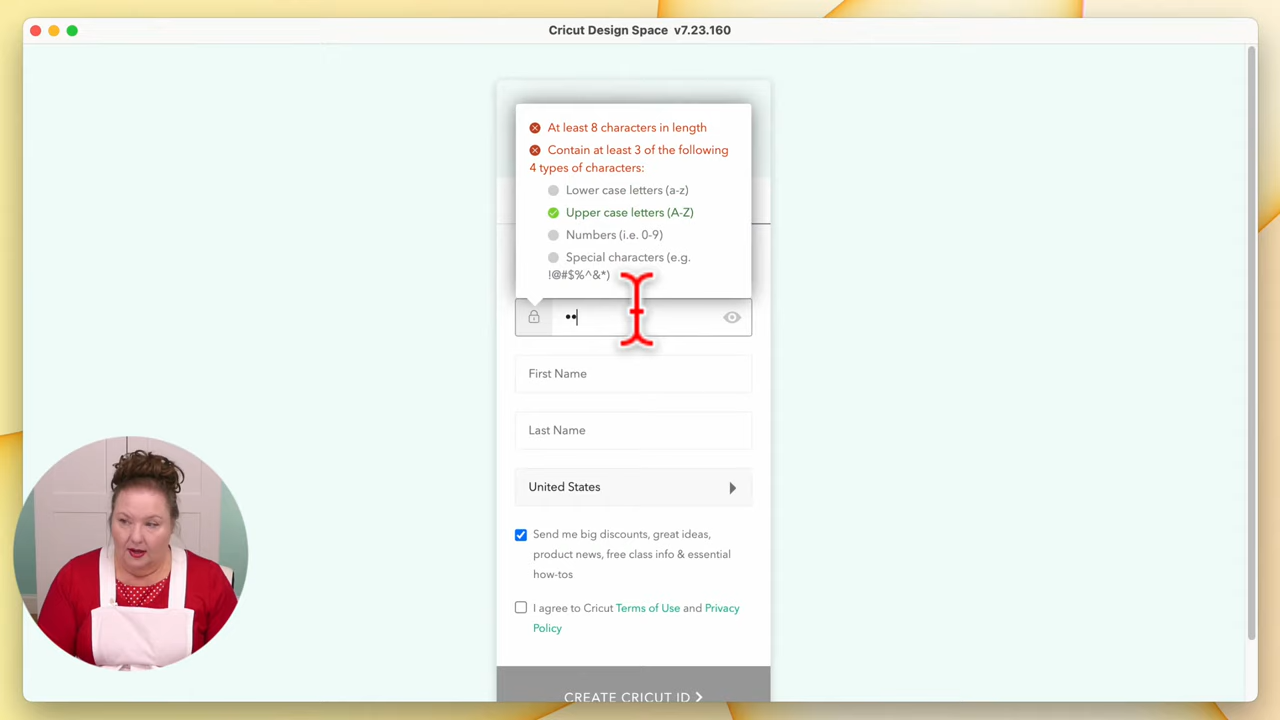 Cricut Design Space v7.23.160
At least 8 characters in length
Contain at least 3 of the following
4 types of characters:
Lower case letters (a-z)
Upper case letters (A-Z)
Numbers (i.e. 0-9)
Special characters (e.g.
!@#$%^&*)
••
First Name
Last Name
United States
Send me big discounts, great ideas,
product news, free class info & essential
how-tos
I agree to Cricut Terms of Use and Privacy
Policy
CREATE CRICUT ID